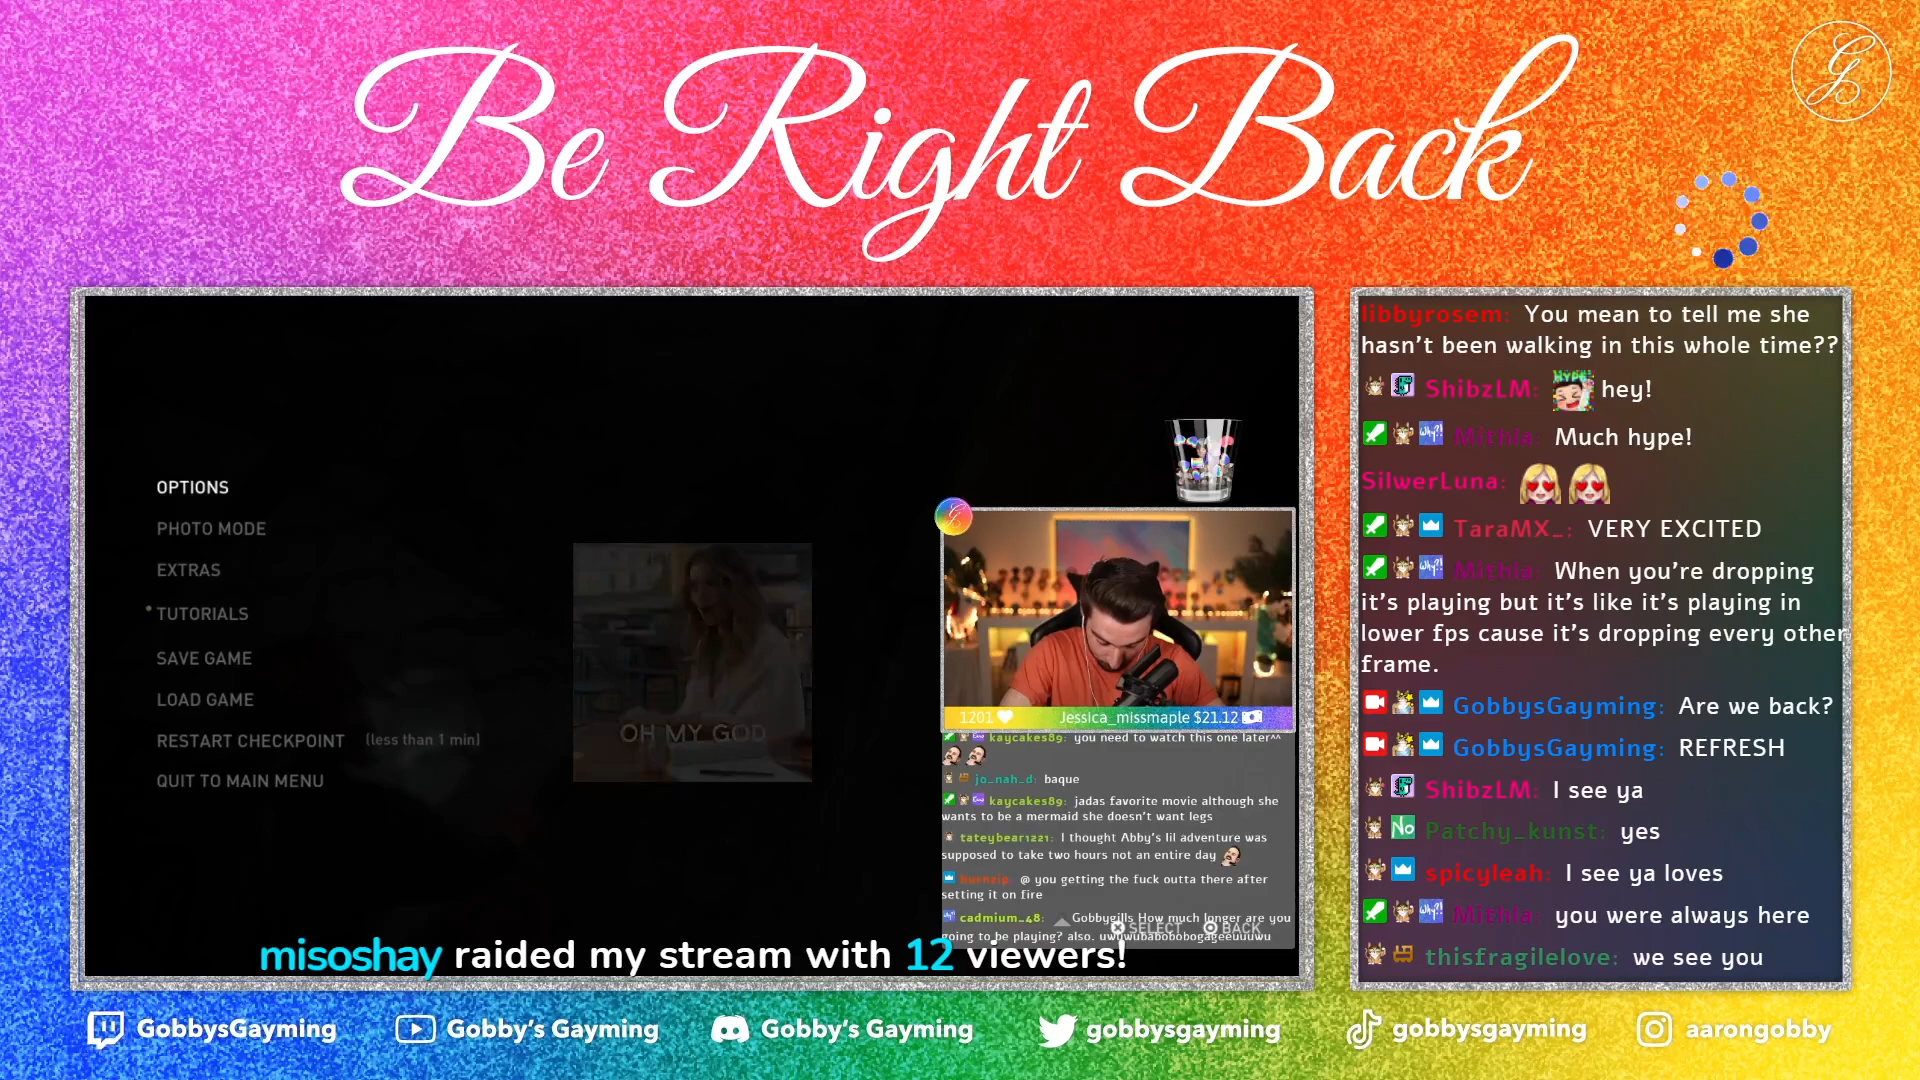 Be Right Back
OPTIONS
PHOTO MODE
EXTRAS
TUTORIALS
SAVE GAME
LOAD GAME
RESTART CHECKPOINT (less than 1 min)
QUIT TO MAIN MENU
OH MY GOD
1201 Jessica_missmaple $21.12
kaycakes89: you need to watch this one later^^
jo_nah_d: baque
kaycakes89: jadas favorite movie although she
wants to be a mermaid she doesn't want legs
tateybear1221: I thought Abby's lil adventure was
supposed to take two hours not an entire day
@ you getting the fuck outta there after
setting it on fire
cadmium_48: Gobbygills How much longer are you
going to be playing? also.
SELECT BACK
misoshay raided my stream with 12 viewers!
libbyrosem: You mean to tell me she
hasn't been walking in this whole time??
ShibzLM: HYPE hey!
Why?! Mithla: Much hype!
SilwerLuna:
TaraMX_: VERY EXCITED
Why?! Mithla: When you're dropping
it's playing but it's like it's playing in
lower fps cause it's dropping every other
frame.
GobbysGayming: Are we back?
GobbysGayming: REFRESH
ShibzLM: I see ya
No Patchy_kunst: yes
spicyleah: I see ya loves
Why?! Mithla: you were always here
thisfragilelove: we see you
GobbysGayming Gobby's Gayming Gobby's Gayming gobbysgayming gobbysgayming aarongobby